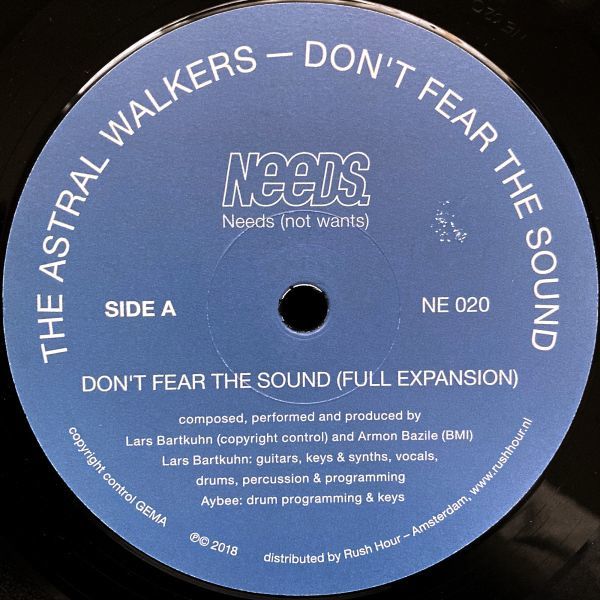 THE ASTRAL WALKERS – DON'T FEAR THE SOUND
NEEDS.
Needs (not wants)
SIDE A
NE 020
DON'T FEAR THE SOUND (FULL EXPANSION)
composed, performed and produced by
Lars Bartkuhn (copyright control) and Armon Bazile (BMI)
Lars Bartkuhn: guitars, keys & synths, vocals,
drums, percussion & programming
Aybee: drum programming & keys
copyright control GEMA
℗© 2018
distributed by Rush Hour – Amsterdam, www.rushhour.nl
NE 020